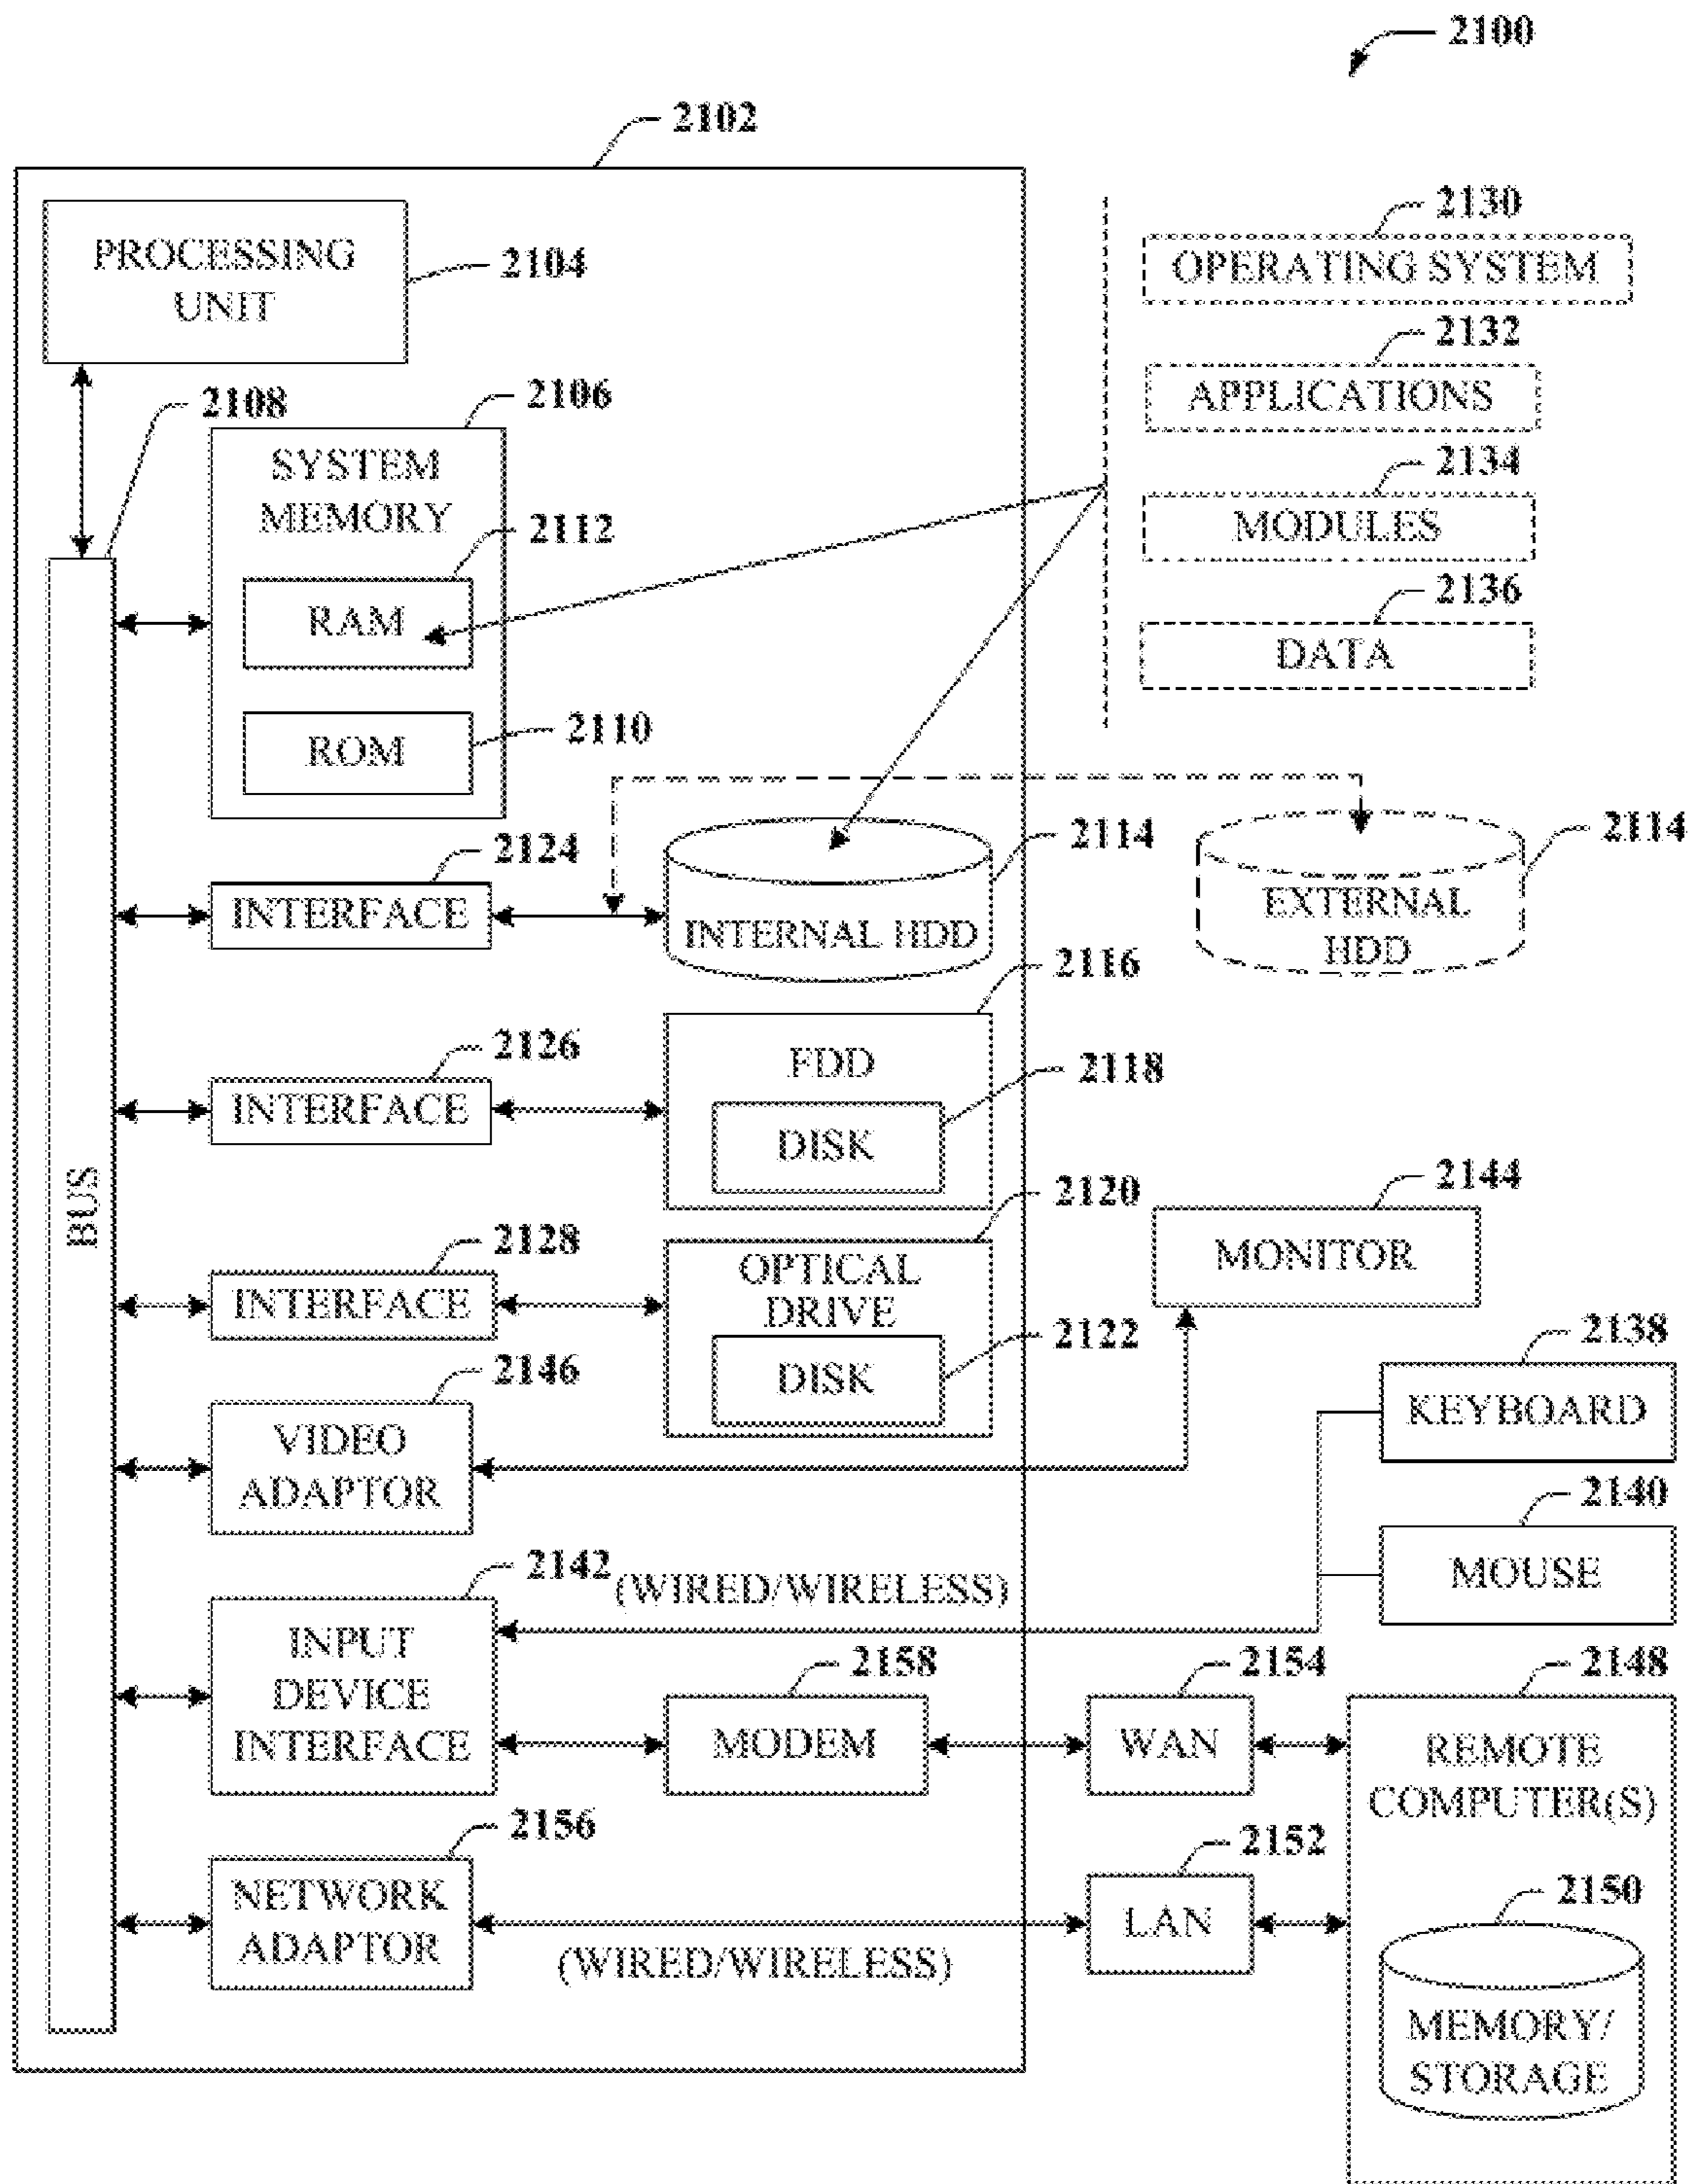 2100
2102
PROCESSING
UNIT
2104
2130
OPERATING SYSTEM
2132
APPLICATIONS
2134
MODULES
2136
DATA
2108
2106
SYSTEM
MEMORY
2112
RAM
2110
ROM
2124
INTERFACE
2114
INTERNAL HDD
2114
EXTERNAL
HDD
2126
INTERFACE
2116
FDD
2118
DISK
BUS
2128
INTERFACE
2120
OPTICAL
DRIVE
2122
DISK
2144
MONITOR
2146
VIDEO
ADAPTOR
2138
KEYBOARD
2140
MOUSE
2142
(WIRED/WIRELESS)
INPUT
DEVICE
INTERFACE
2158
MODEM
2154
WAN
2148
REMOTE
COMPUTER(S)
2156
NETWORK
ADAPTOR
(WIRED/WIRELESS)
2152
LAN
2150
MEMORY/
STORAGE